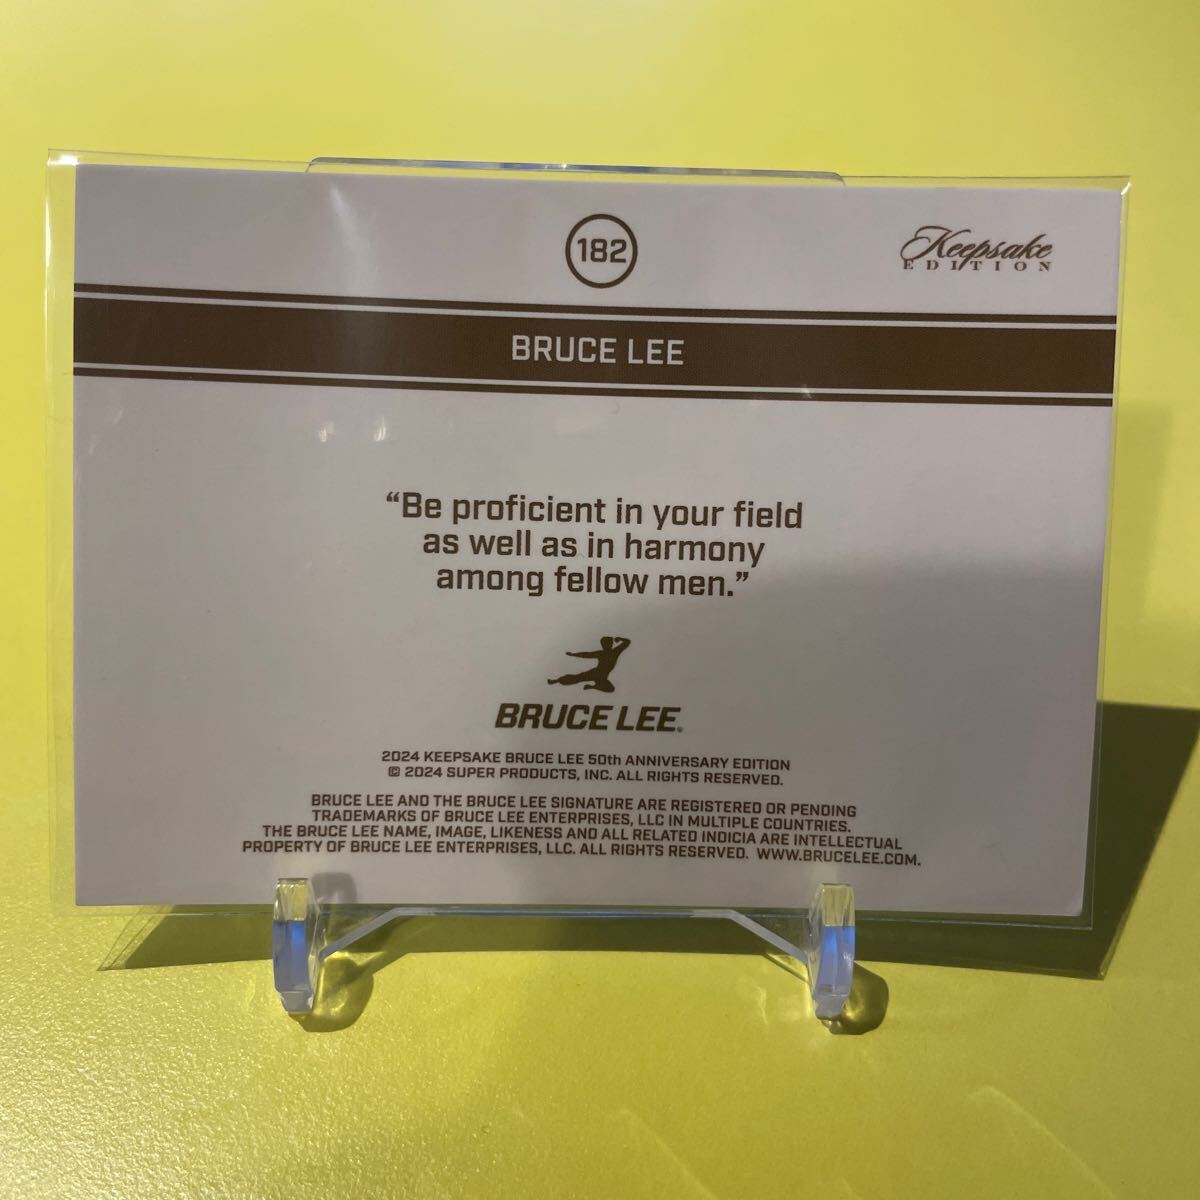 182
Keepsake
EDITION
BRUCE LEE
“Be proficient in your field
as well as in harmony
among fellow men.”
BRUCE LEE®
2024 KEEPSAKE BRUCE LEE 50th ANNIVERSARY EDITION
© 2024 SUPER PRODUCTS, INC. ALL RIGHTS RESERVED.
BRUCE LEE AND THE BRUCE LEE SIGNATURE ARE REGISTERED OR PENDING
TRADEMARKS OF BRUCE LEE ENTERPRISES, LLC IN MULTIPLE COUNTRIES.
THE BRUCE LEE NAME, IMAGE, LIKENESS AND ALL RELATED INDICIA ARE INTELLECTUAL
PROPERTY OF BRUCE LEE ENTERPRISES, LLC. ALL RIGHTS RESERVED. WWW.BRUCELEE.COM.